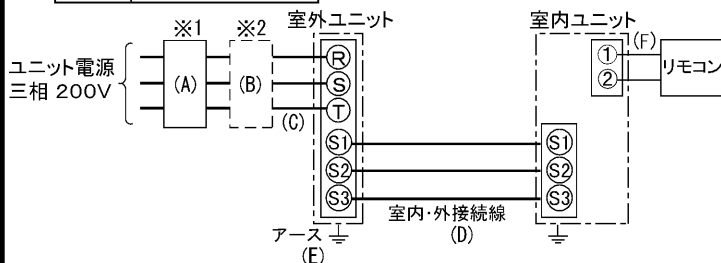 ※1
※2
室外ユニット
室内ユニット
ユニット電源
三相 200V
(A)
(B)
(C)
R
S
T
S1
S2
S3
室内･外接続線
(D)
アース
(E)
S1
S2
S3
①
②
(F)
リモコン